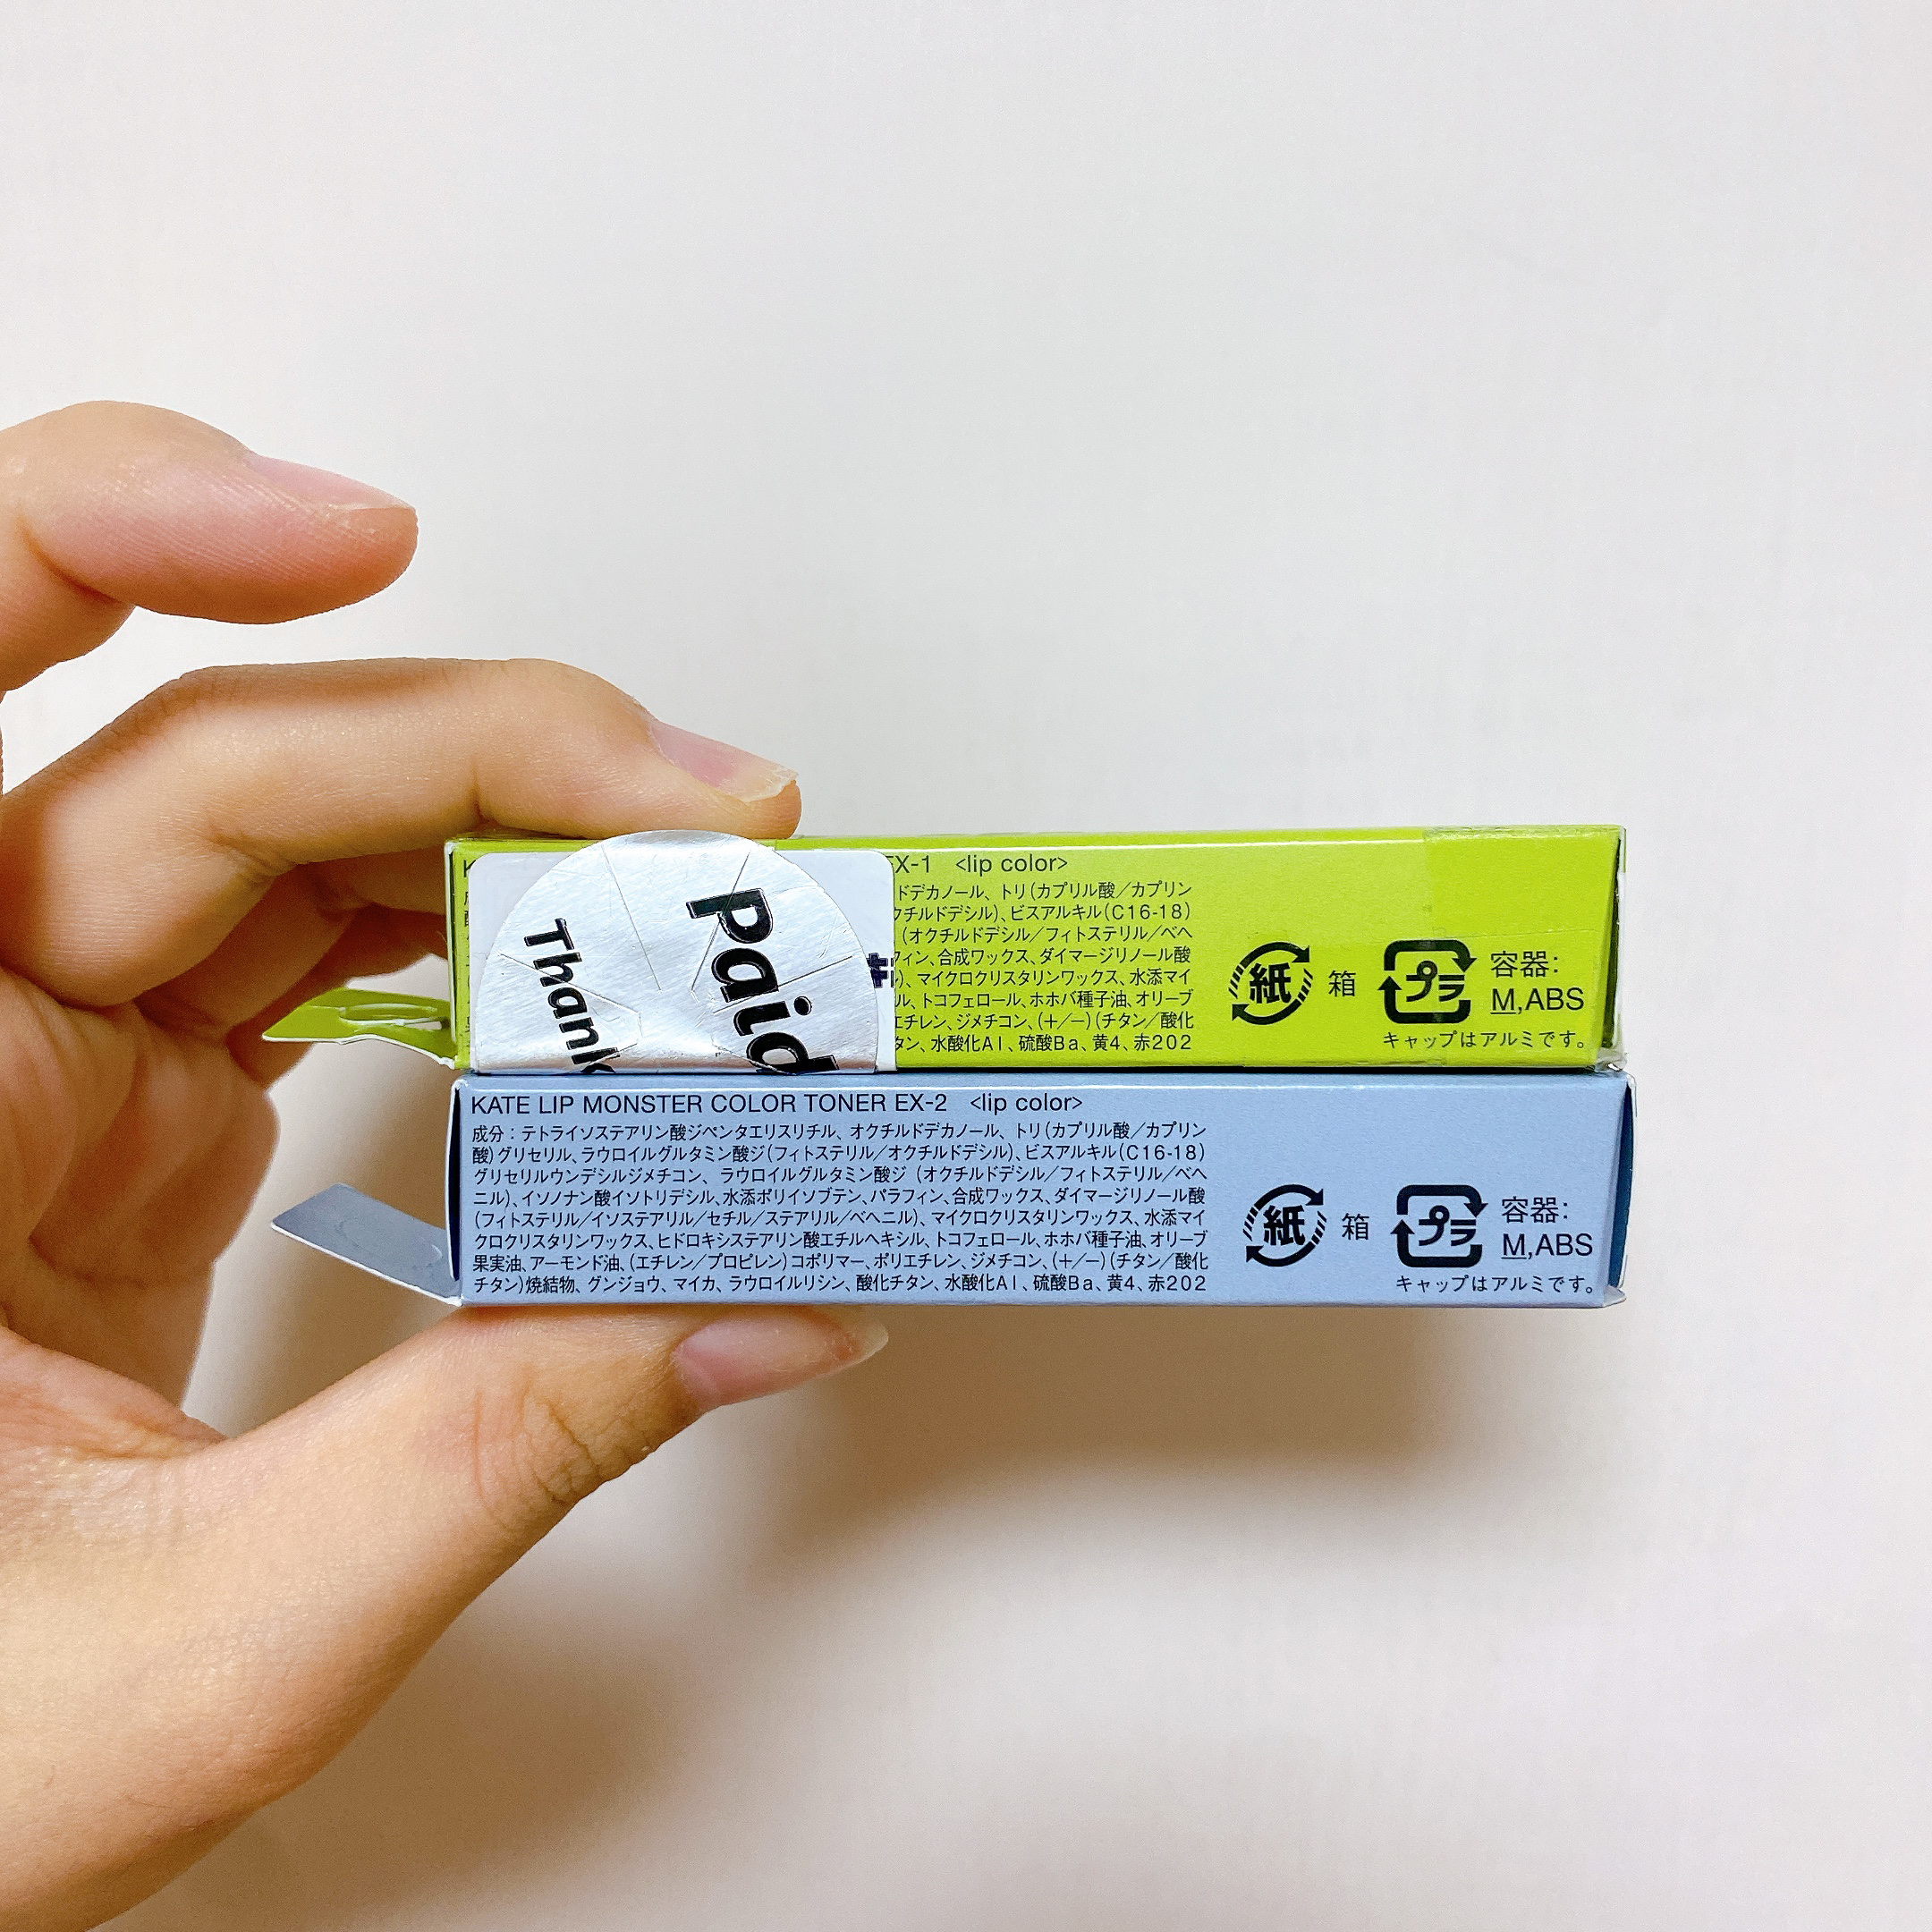 EX-1 <lip color>
ドデカノール、トリ(カプリル酸／カプリン
クチルドデシル)、ビスアルキル(C16-18)
(オクチルドデシル／フィトステリル／ベヘ
フィン、合成ワックス、ダイマージリノール酸
)、マイクロクリスタリンワックス、水添マイ
ル、トコフェロール、ホホバ種子油、オリーブ
エチレン、ジメチコン、(＋/－)(チタン／酸化
タン、水酸化Al、硫酸Ba、黄4、赤202
Paid
Thank
紙 箱
プラ 容器:
M,ABS
キャップはアルミです。
KATE LIP MONSTER COLOR TONER EX-2 <lip color>
成分：テトライソステアリン酸ジペンタエリスリチル、オクチルドデカノール、トリ(カプリル酸／カプリン
酸)グリセリル、ラウロイルグルタミン酸ジ(フィトステリル／オクチルドデシル)、ビスアルキル(C16-18)
グリセリルウンデシルジメチコン、ラウロイルグルタミン酸ジ(オクチルドデシル／フィトステリル／ベヘ
ニル)、イソノナン酸イソトリデシル、水添ポリイソブテン、パラフィン、合成ワックス、ダイマージリノール酸
(フィトステリル／イソステアリル／セチル／ステアリル／ベヘニル)、マイクロクリスタリンワックス、水添マイ
クロクリスタリンワックス、ヒドロキシステアリン酸エチルヘキシル、トコフェロール、ホホバ種子油、オリーブ
果実油、アーモンド油、(エチレン／プロピレン)コポリマー、ポリエチレン、ジメチコン、(＋/－)(チタン／酸化
チタン)焼結物、グンジョウ、マイカ、ラウロイルリシン、酸化チタン、水酸化Al、硫酸Ba、黄4、赤202
紙 箱
プラ 容器:
M,ABS
キャップはアルミです。